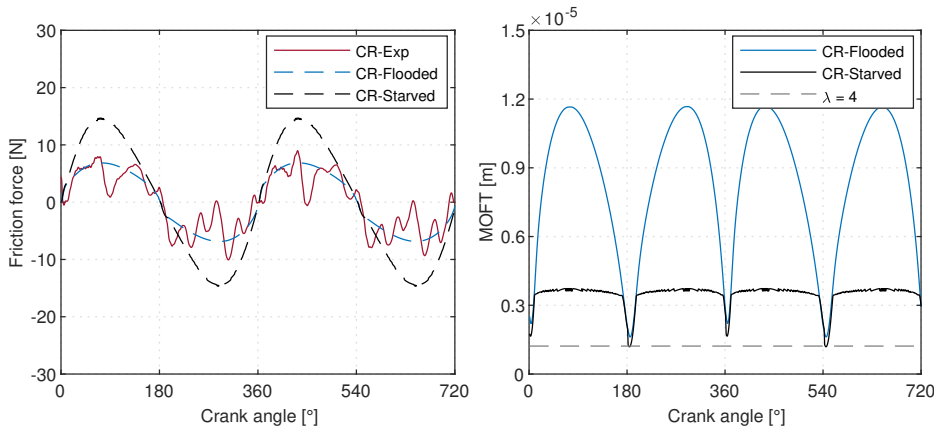 30
20
10
0
-10
-20
-30
0
180
360
540
720
Crank angle [°]
Friction force [N]
CR-Exp
CR-Flooded
CR-Starved
×10^-5
1.5
1.2
0.9
0.6
0.3
0
0
180
360
540
720
Crank angle [°]
MOFT [m]
CR-Flooded
CR-Starved
λ = 4